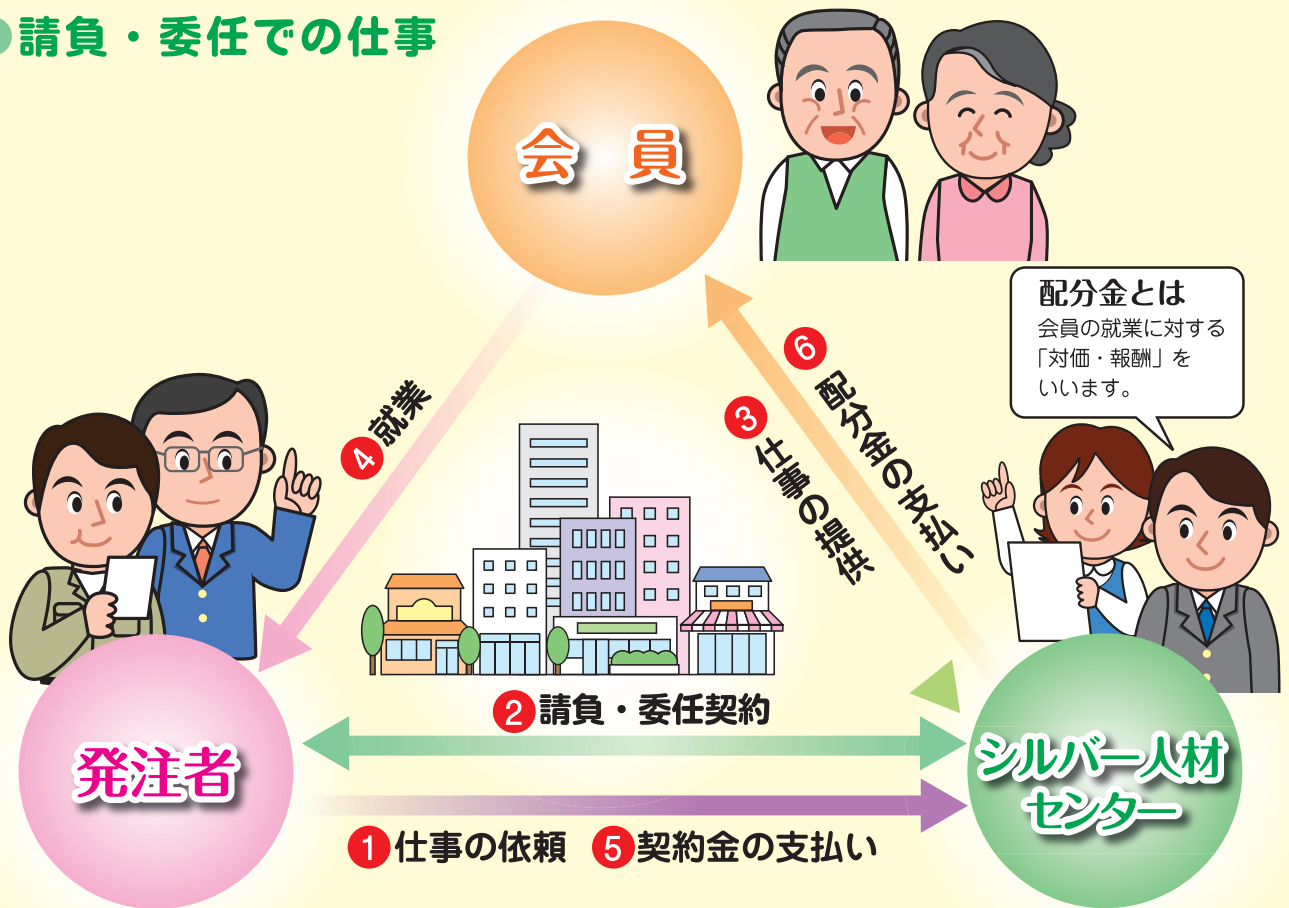 請負・委任での仕事
会 員
配分金とは
会員の就業に対する
「対価・報酬」を
いいます。
6 配分金の支払い
3 仕事の提供
4 就業
2 請負・委任契約
発注者
シルバー人材
センター
1 仕事の依頼 5 契約金の支払い